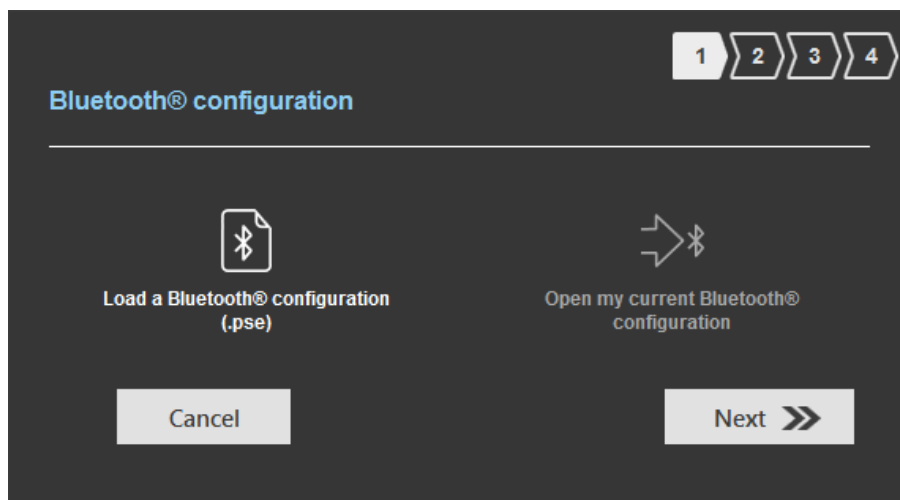 1 2 3 4
Bluetooth® configuration
Load a Bluetooth® configuration
(.pse)
Open my current Bluetooth®
configuration
Cancel
Next